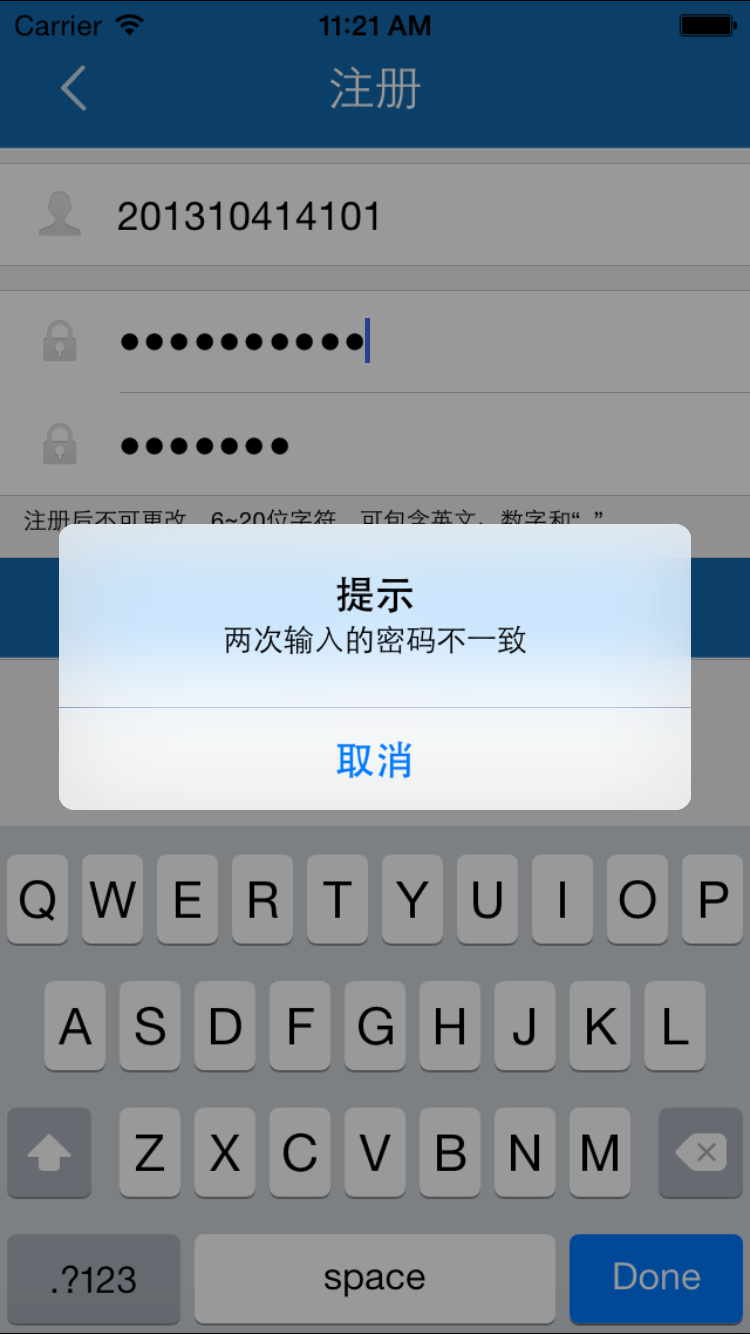 Carrier 11:21 AM
注册
201310414101
••••••••••
•••••••
注册后不可更改，6~20位字符，可包含英文、数字和“_”
提示
两次输入的密码不一致
取消
Q W E R T Y U I O P
A S D F G H J K L
Z X C V B N M
.?123 space Done